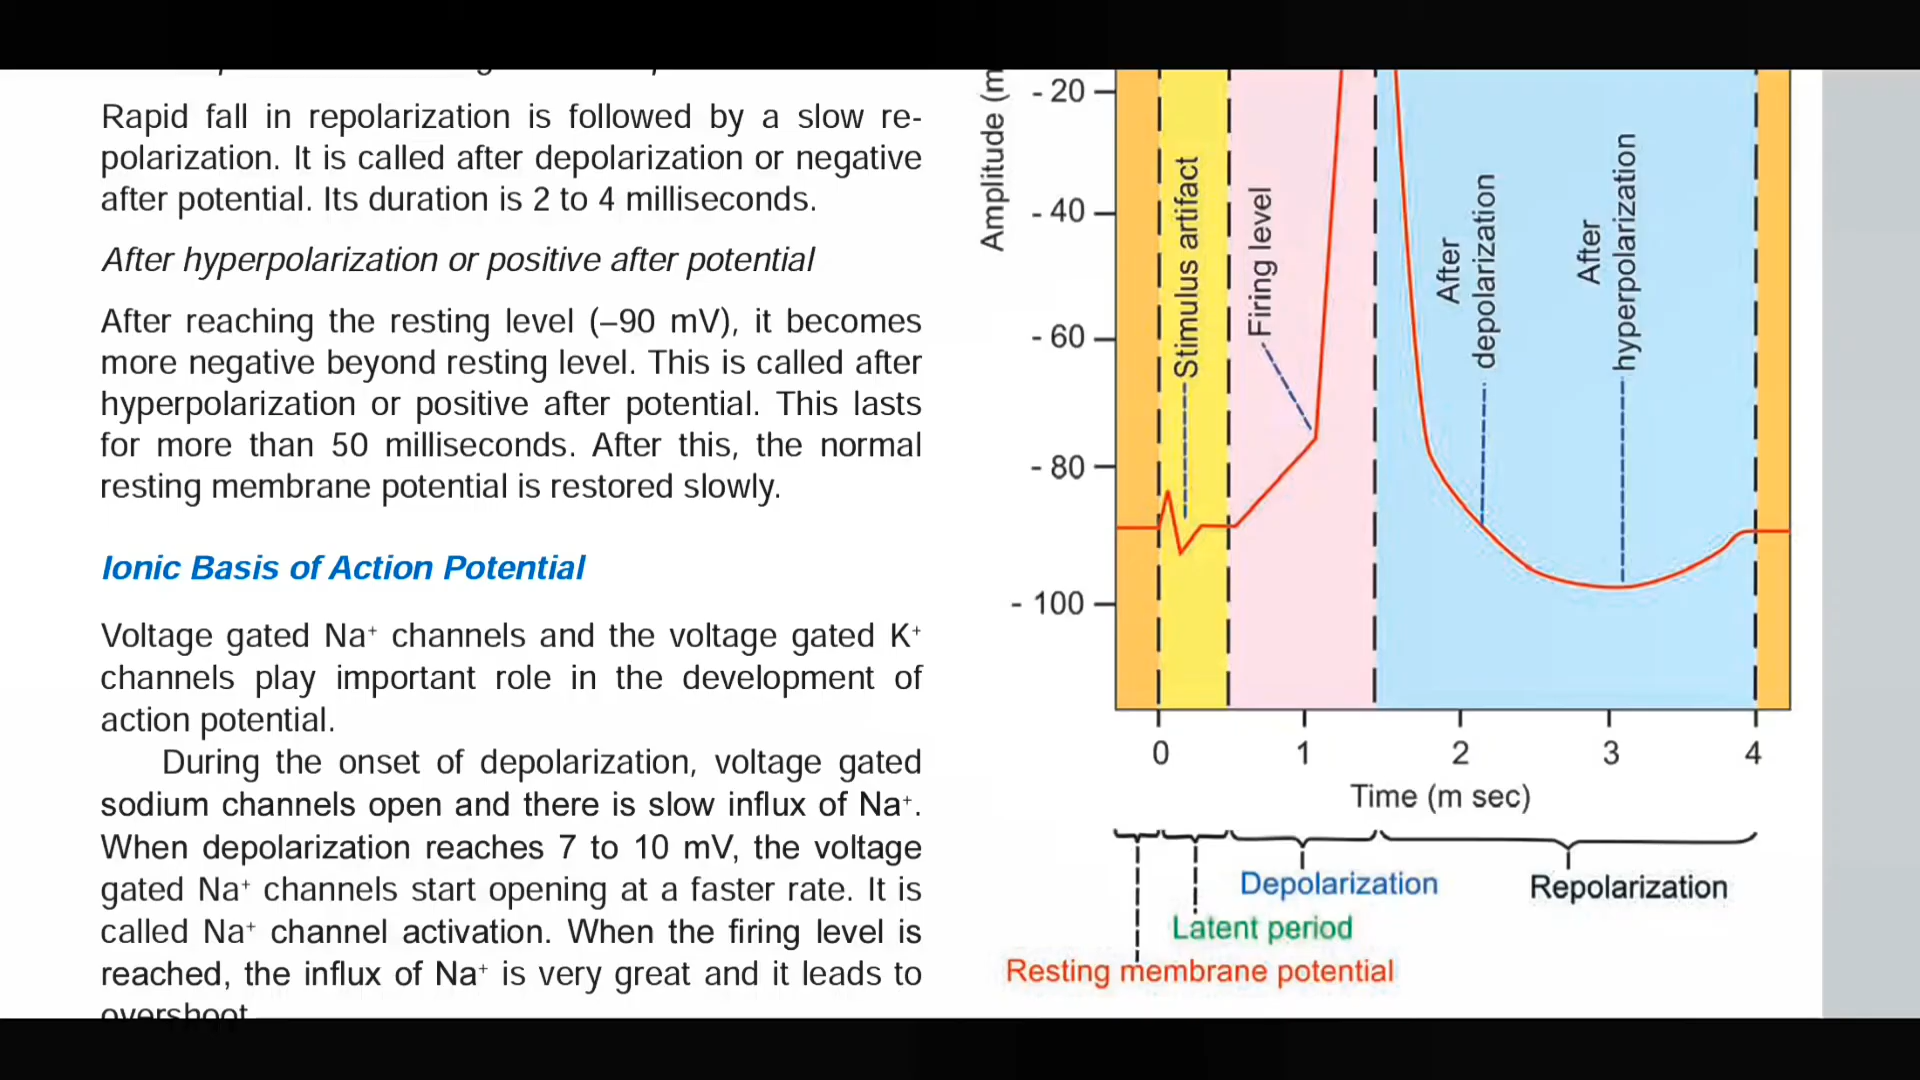 Rapid fall in repolarization is followed by a slow re-
polarization. It is called after depolarization or negative
after potential. Its duration is 2 to 4 milliseconds.
After hyperpolarization or positive after potential
After reaching the resting level (–90 mV), it becomes
more negative beyond resting level. This is called after
hyperpolarization or positive after potential. This lasts
for more than 50 milliseconds. After this, the normal
resting membrane potential is restored slowly.
Ionic Basis of Action Potential
Voltage gated Na⁺ channels and the voltage gated K⁺
channels play important role in the development of
action potential.
During the onset of depolarization, voltage gated
sodium channels open and there is slow influx of Na⁺.
When depolarization reaches 7 to 10 mV, the voltage
gated Na⁺ channels start opening at a faster rate. It is
called Na⁺ channel activation. When the firing level is
reached, the influx of Na⁺ is very great and it leads to
overshoot.
Amplitude (m
- 20
- 40
- 60
- 80
- 100
Stimulus artifact
Firing level
After
depolarization
After
hyperpolarization
0 1 2 3 4
Time (m sec)
Depolarization
Repolarization
Latent period
Resting membrane potential